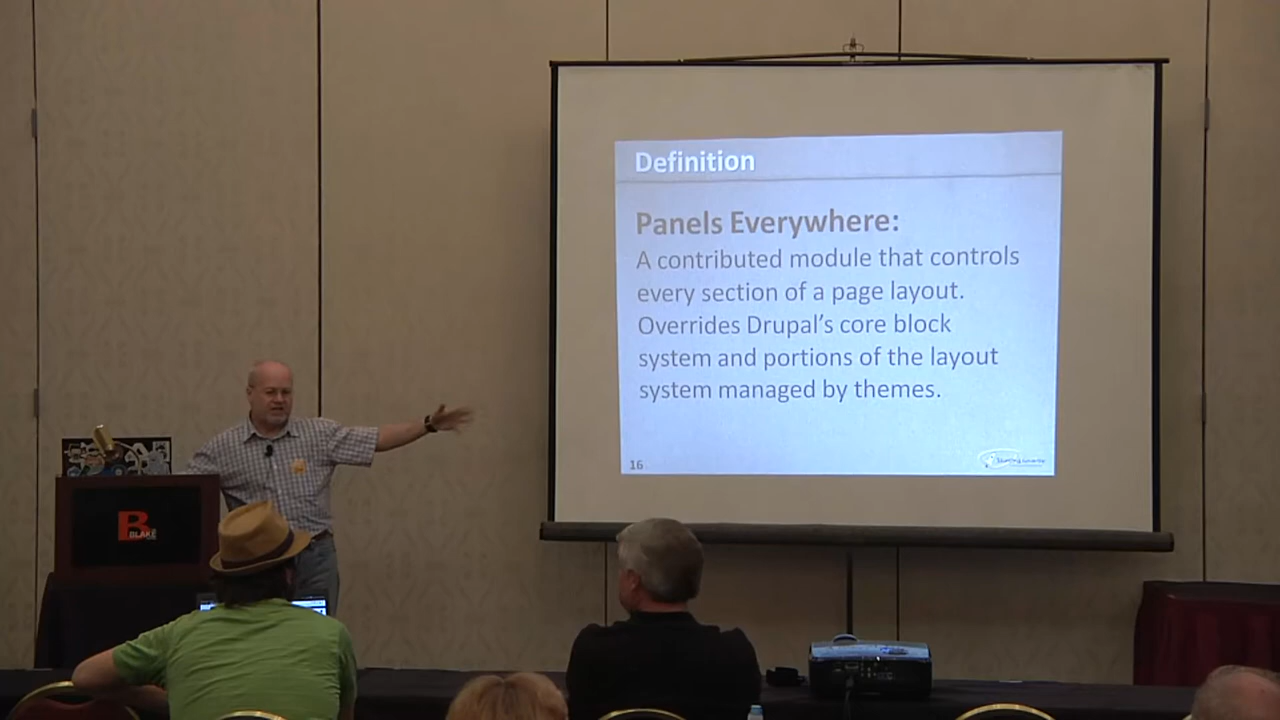 Definition
Panels Everywhere:
A contributed module that controls
every section of a page layout.
Overrides Drupal's core block
system and portions of the layout
system managed by themes.
16
B
BLAKE